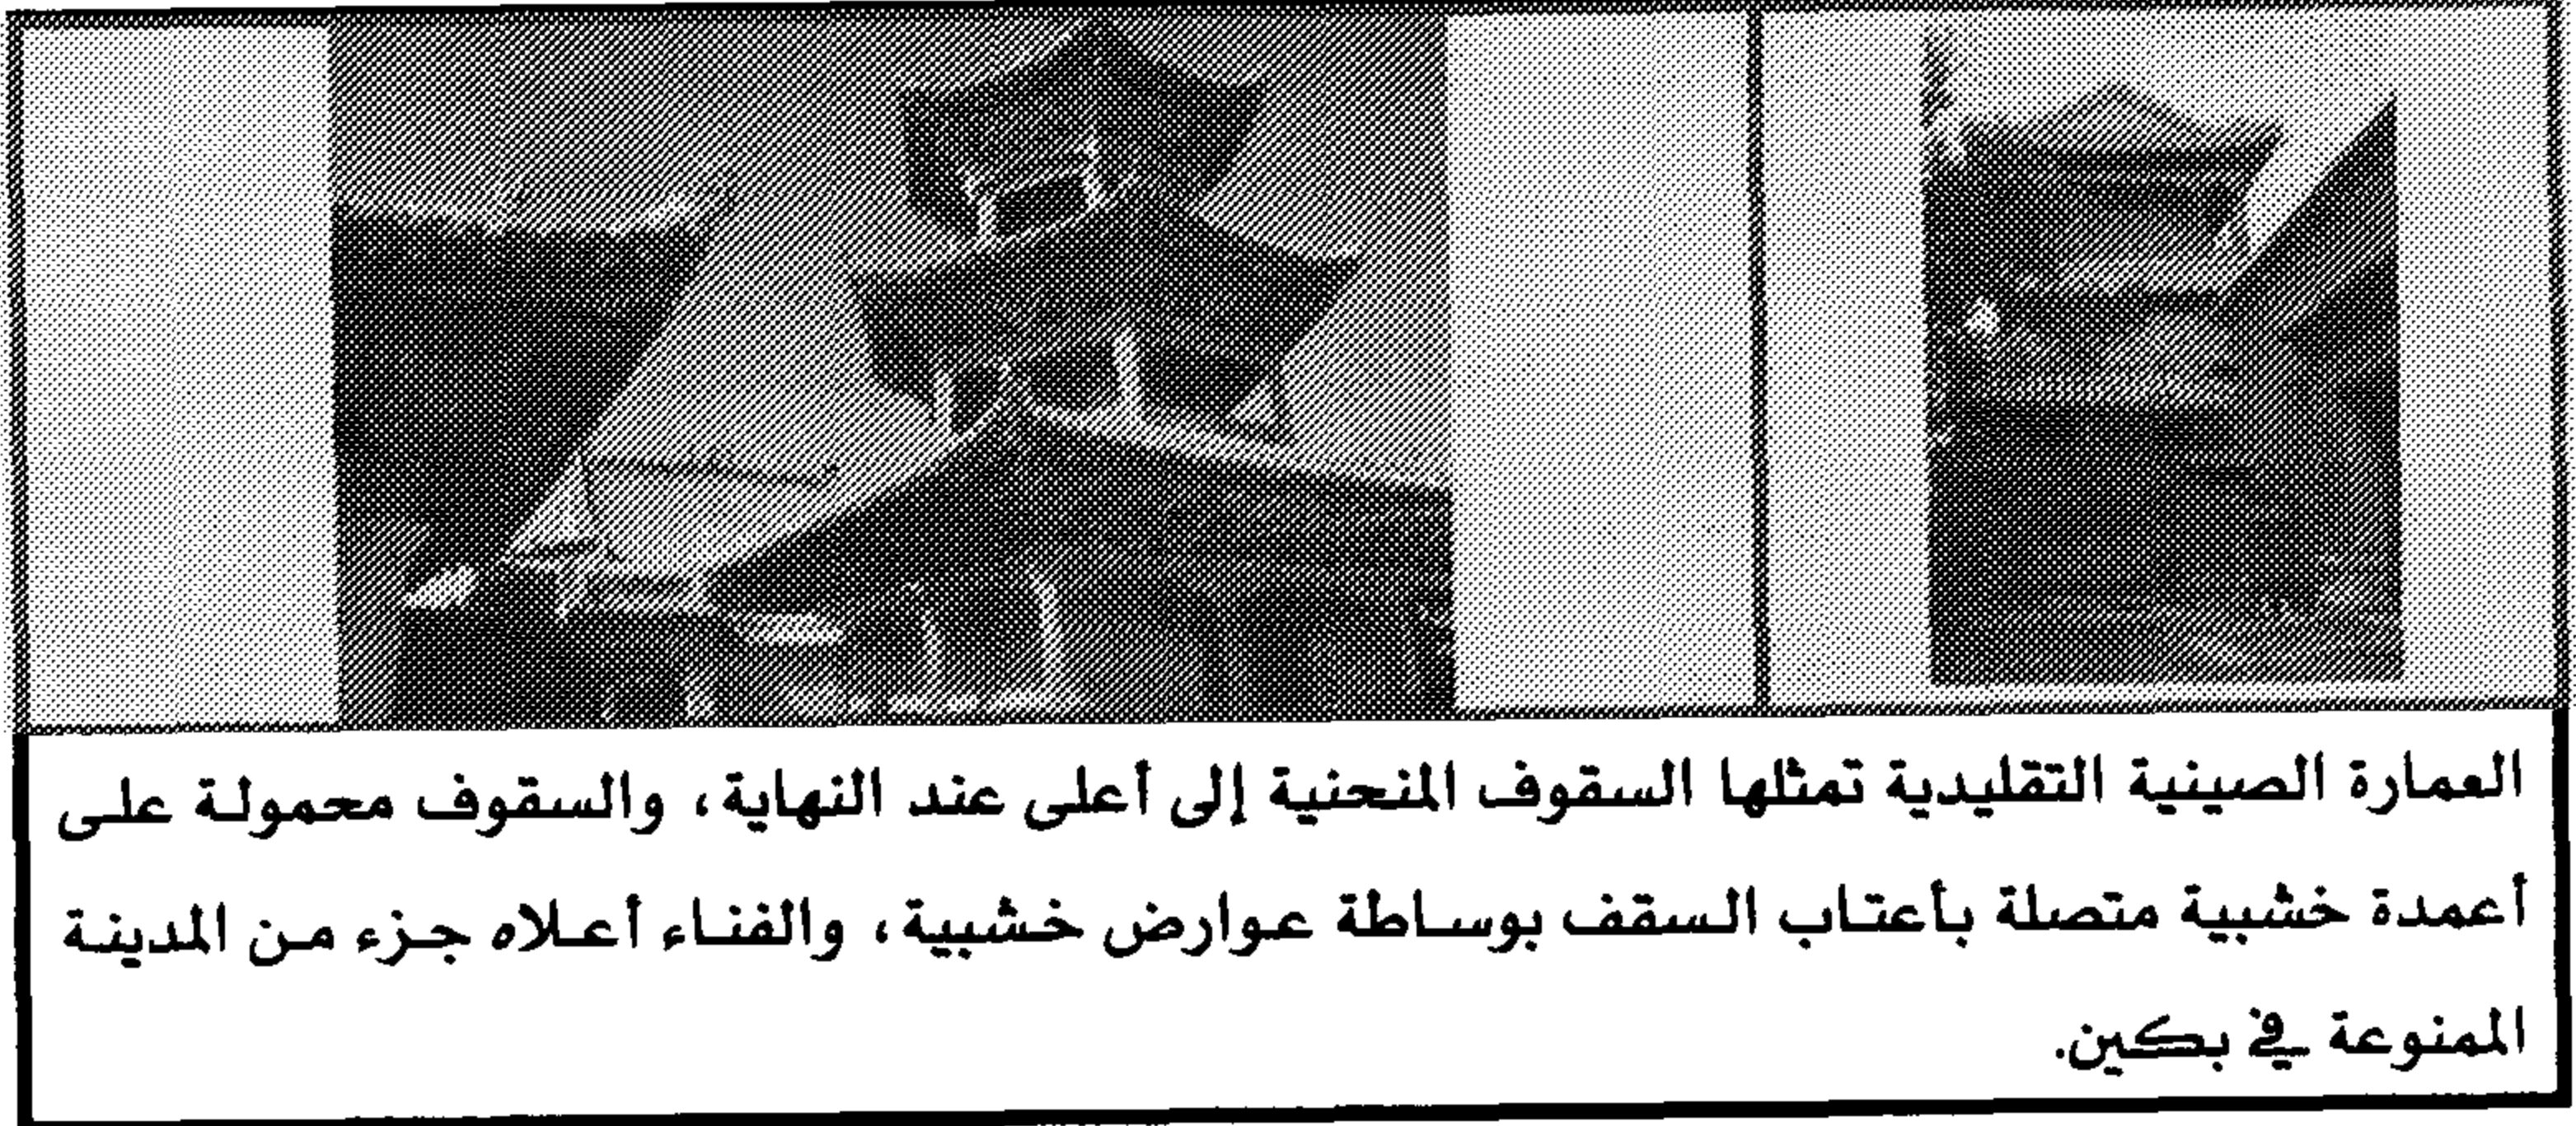 العمارة الصينية التقليدية تمثلها السقوف المنحنية إلى أعلى عند النهاية، والسقوف محمولة على
أعمدة خشبية متصلة بأعتاب السقف بوساطة عوارض خشبية، والفناء أعلاه جزء من المدينة
الممنوعة في بكين.